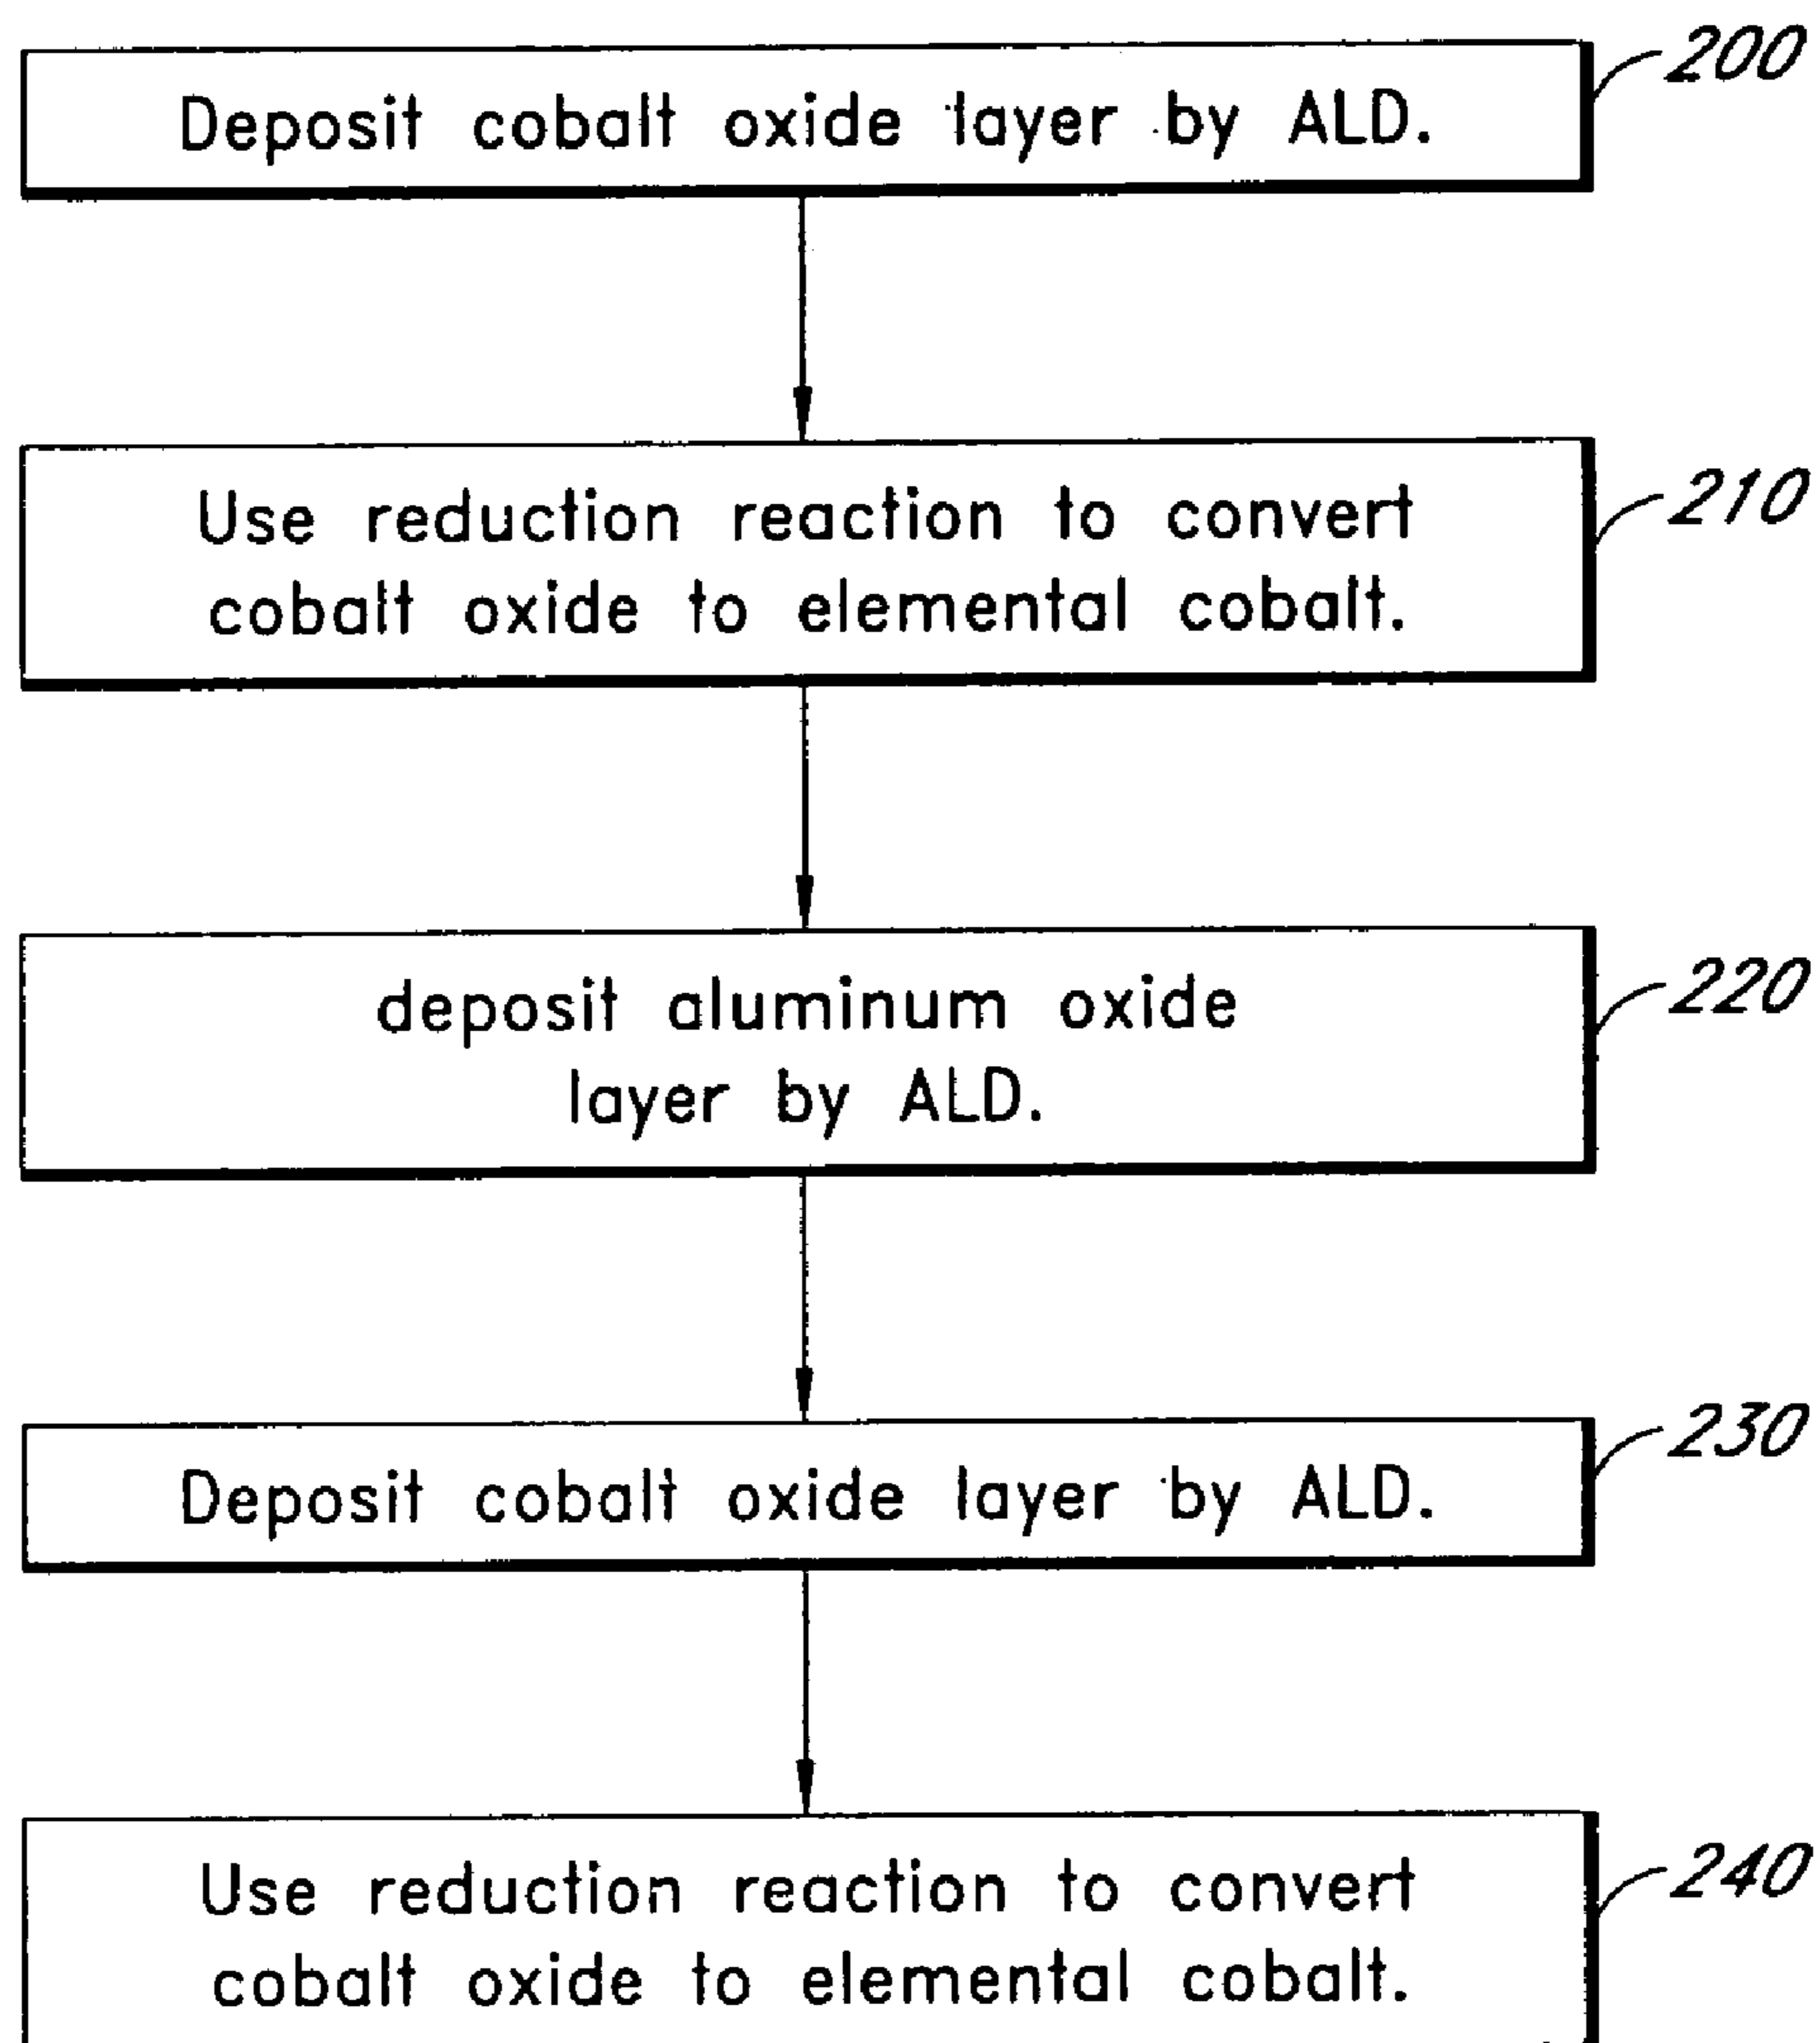 Deposit cobalt oxide layer by ALD.
200
Use reduction reaction to convert
cobalt oxide to elemental cobalt.
210
deposit aluminum oxide
layer by ALD.
220
Deposit cobalt oxide layer by ALD.
230
Use reduction reaction to convert
cobalt oxide to elemental cobalt.
240